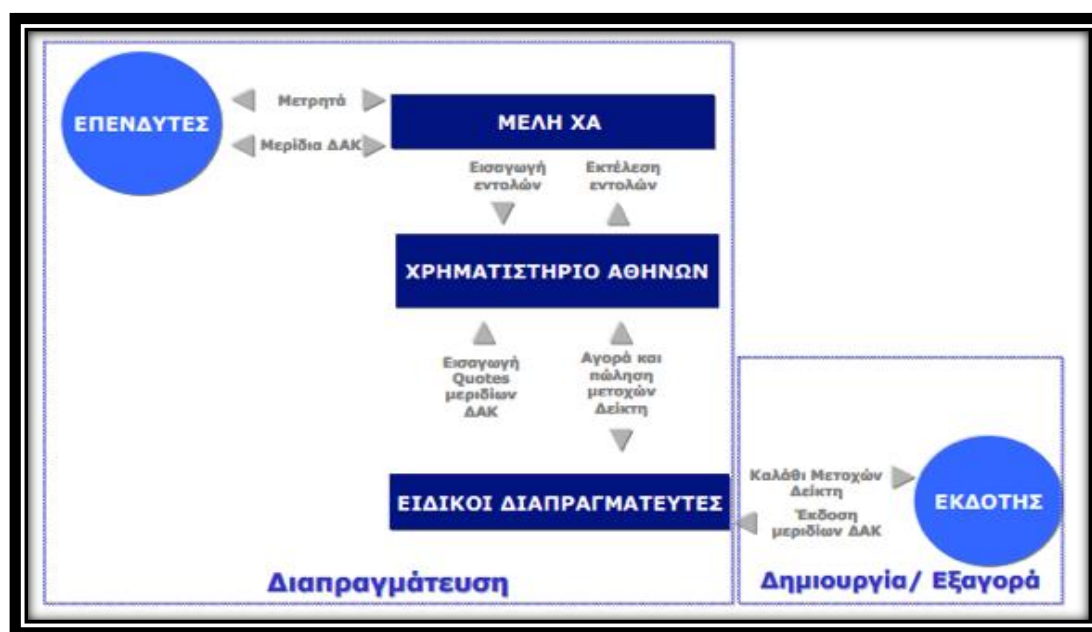 ΕΠΕΝΔΥΤΕΣ
Μετρητά
Μερίδια ΔΑΚ
ΜΕΛΗ ΧΑ
Εισαγωγή
εντολών
Εκτέλεση
εντολών
ΧΡΗΜΑΤΙΣΤΗΡΙΟ ΑΘΗΝΩΝ
Εισαγωγή
Quotes
μεριδίων
ΔΑΚ
Αγορά και
πώληση
μετοχών
Δείκτη
ΕΙΔΙΚΟΙ ΔΙΑΠΡΑΓΜΑΤΕΥΤΕΣ
Διαπραγμάτευση
Καλάθι Μετοχών
Δείκτη
Έκδοση
μεριδίων ΔΑΚ
ΕΚΔΟΤΗΣ
Δημιουργία/ Εξαγορά